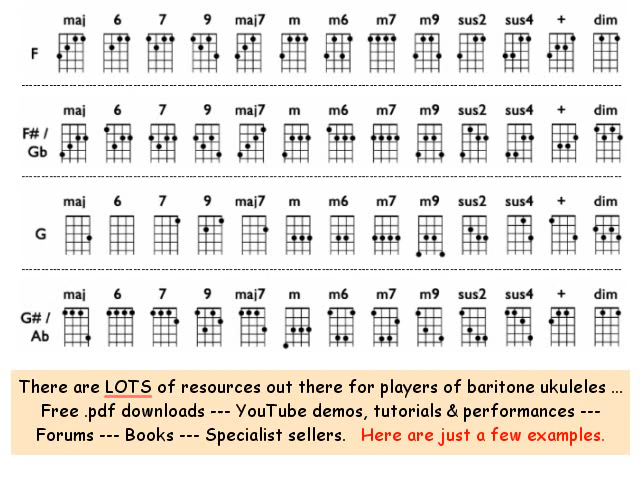 maj 6 7 9 maj7 m m6 m7 m9 sus2 sus4 + dim
F
maj 6 7 9 maj7 m m6 m7 m9 sus2 sus4 + dim
F# /
Gb
maj 6 7 9 maj7 m m6 m7 m9 sus2 sus4 + dim
G
maj 6 7 9 maj7 m m6 m7 m9 sus2 sus4 + dim
G# /
Ab
There are LOTS of resources out there for players of baritone ukuleles ...
Free .pdf downloads --- YouTube demos, tutorials & performances ---
Forums --- Books --- Specialist sellers. Here are just a few examples.